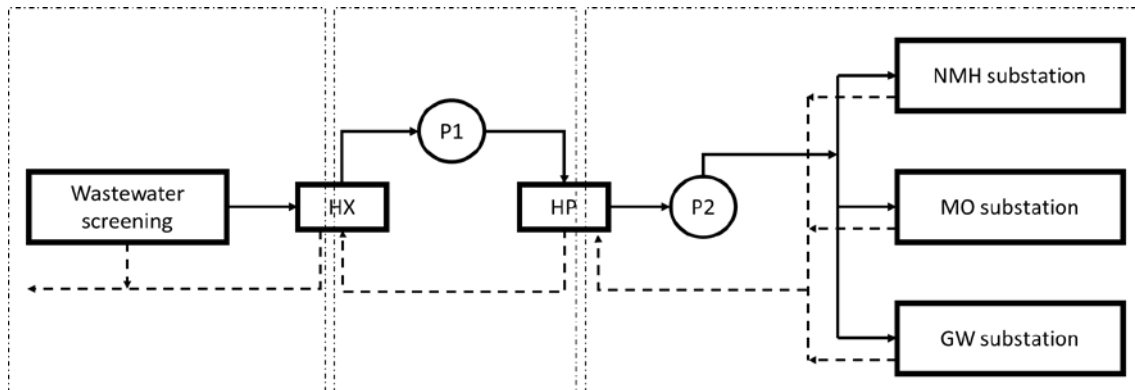 Wastewater
screening
HX
P1
HP
P2
NMH substation
MO substation
GW substation